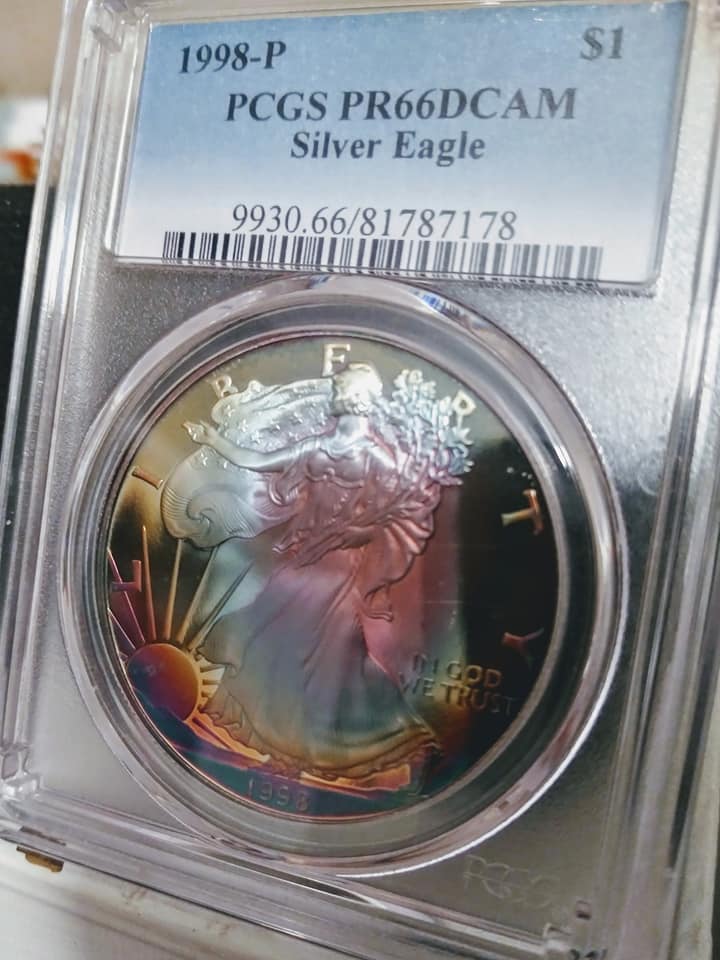 1998-P $1
PCGS PR66DCAM
Silver Eagle
9930.66/81787178
LIBERTY
IN GOD
WE TRUST
1998
PCGS